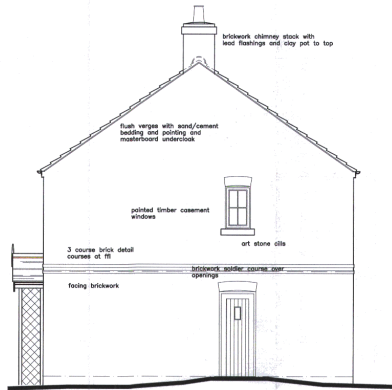 brickwork chimney stack with
lead flashings and clay pot to top
flush verges with sand/cement
bedding and pointing and
masterboard undercloak
painted timber casement
windows
art stone cills
3 course brick detail
courses at ffl
brickwork soldier course over
openings
facing brickwork